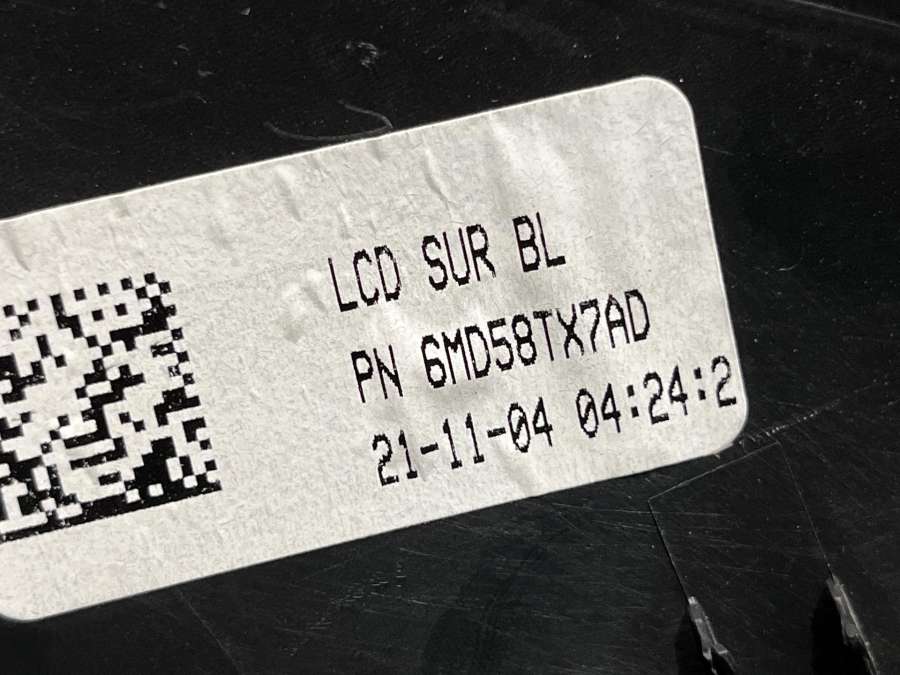 LCD SUR BL
PN 6MD58TX7AD
21-11-04 04:24:2